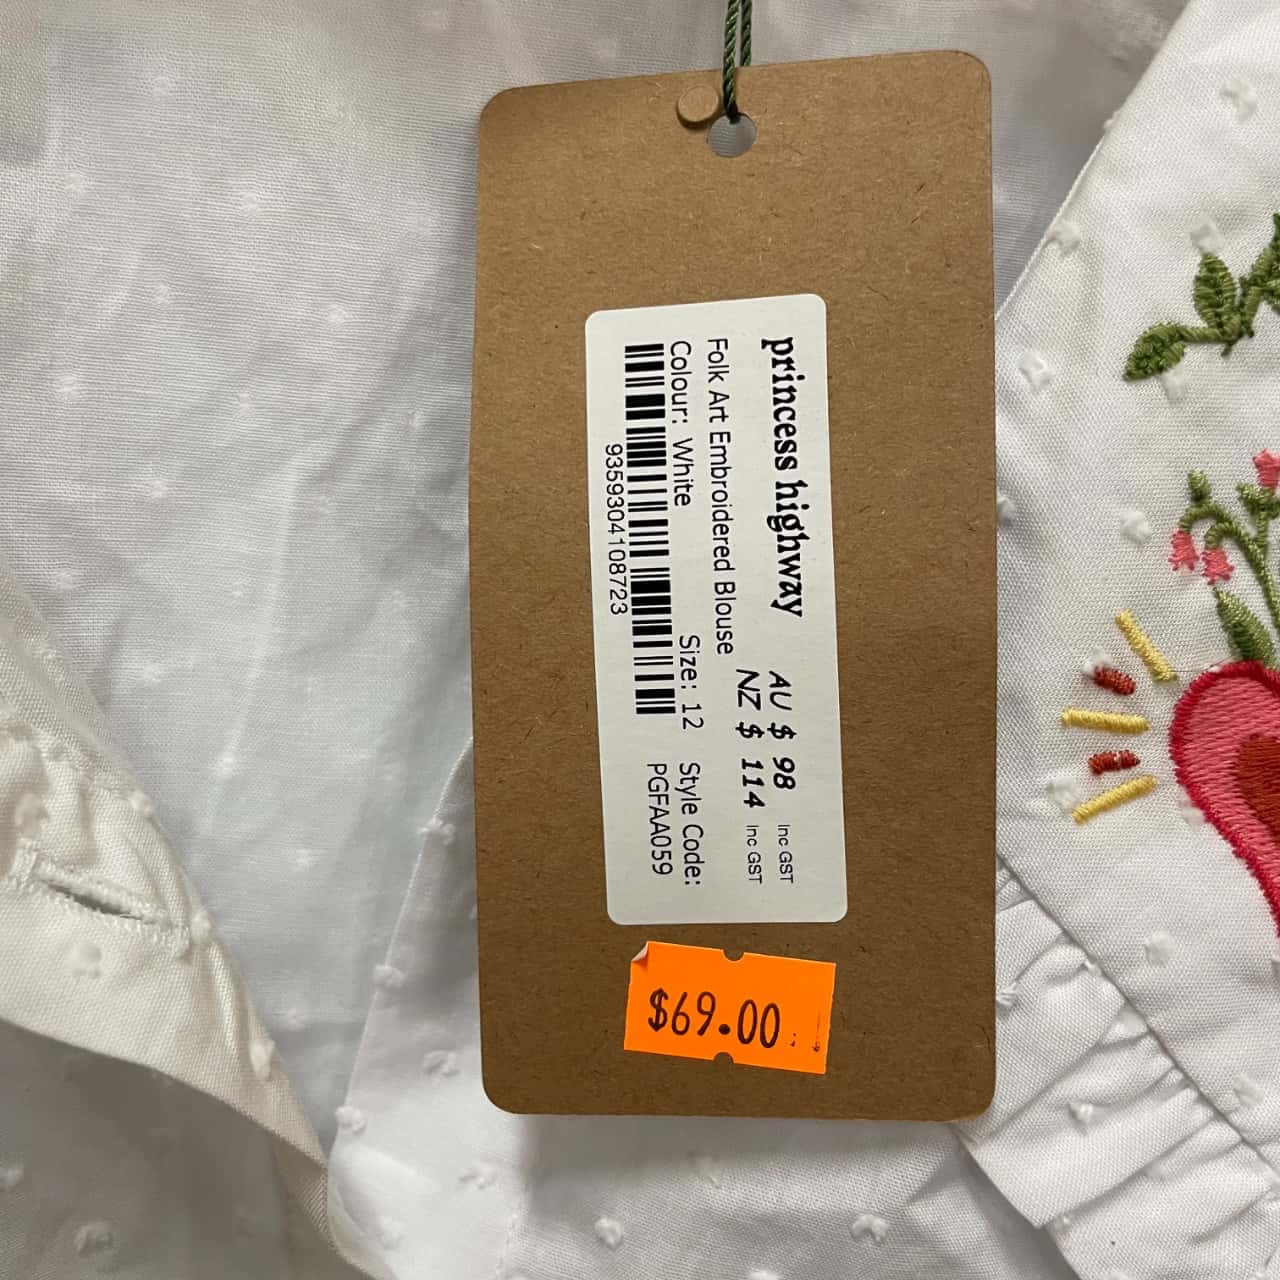 princess highway AU $ 98 Inc GST
NZ $ 114 Inc GST
Folk Art Embroidered Blouse
Colour: White Size: 12 Style Code:
PGFAA059
9359304108723
$69.00